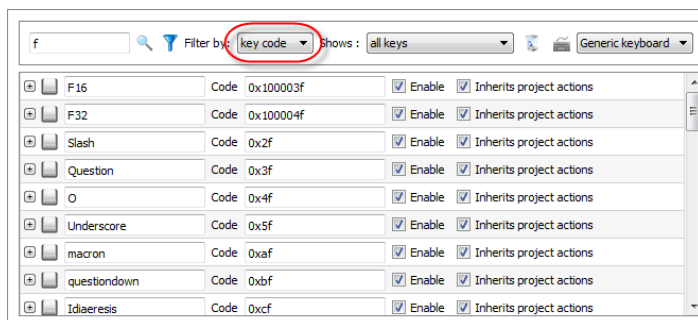 f Filter by: key code Shows : all keys Generic keyboard
F16 Code 0x100003f Enable Inherits project actions
F32 Code 0x100004f Enable Inherits project actions
Slash Code 0x2f Enable Inherits project actions
Question Code 0x3f Enable Inherits project actions
O Code 0x4f Enable Inherits project actions
Underscore Code 0x5f Enable Inherits project actions
macron Code 0xaf Enable Inherits project actions
questiondown Code 0xbf Enable Inherits project actions
Idiaeresis Code 0xcf Enable Inherits project actions